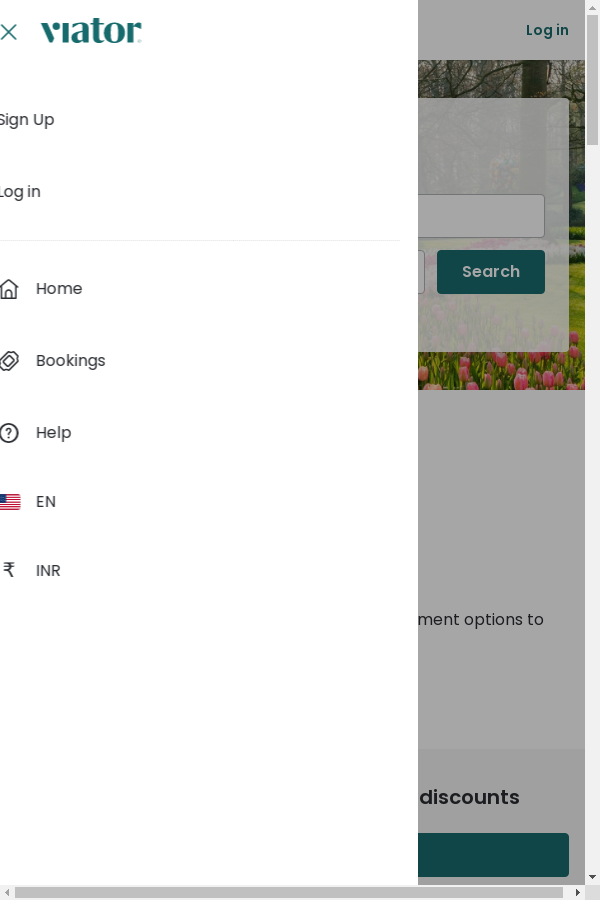 viator
Log in
Sign Up
Log in
Home
Search
Bookings
Help
EN
₹ INR
ment options to
discounts